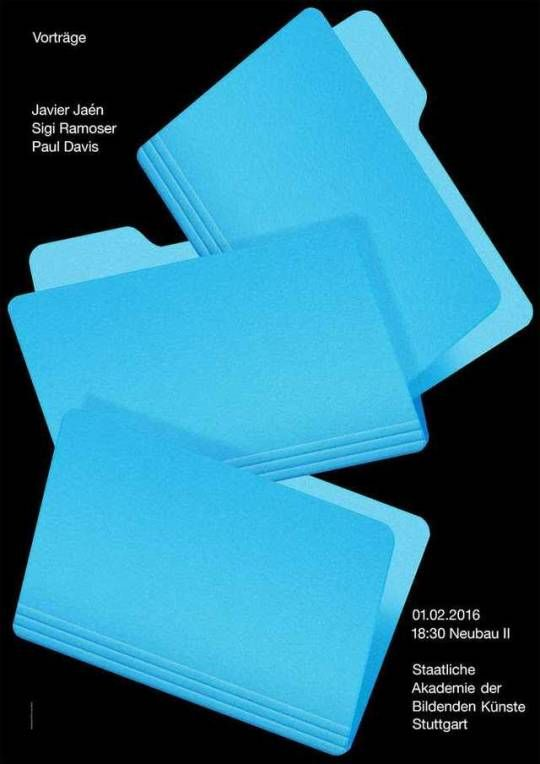 Vorträge
Javier Jaén
Sigi Ramoser
Paul Davis
01.02.2016
18:30 Neubau II
Staatliche
Akademie der
Bildenden Künste
Stuttgart